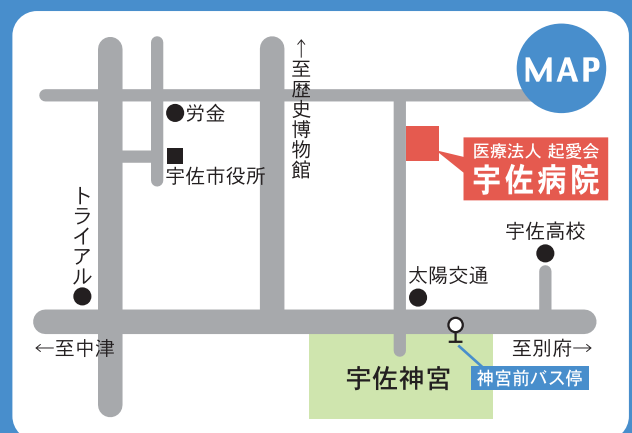 MAP
↑至歴史博物館
労金
宇佐市役所
医療法人 起愛会
宇佐病院
トライアル
宇佐高校
太陽交通
←至中津
至別府→
宇佐神宮
神宮前バス停